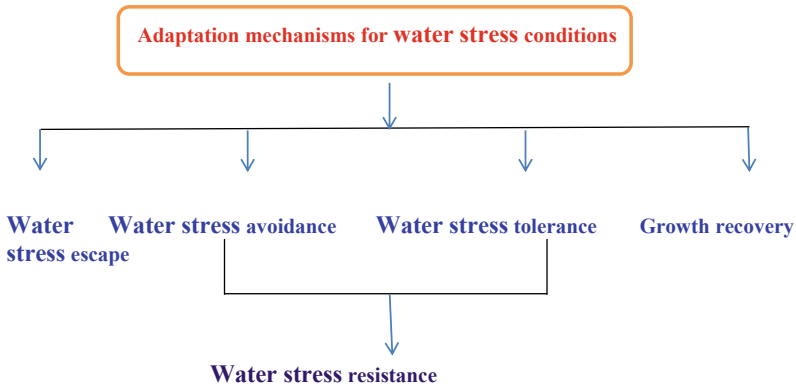 Adaptation mechanisms for water stress conditions
Water
stress escape
Water stress avoidance
Water stress tolerance
Growth recovery
Water stress resistance